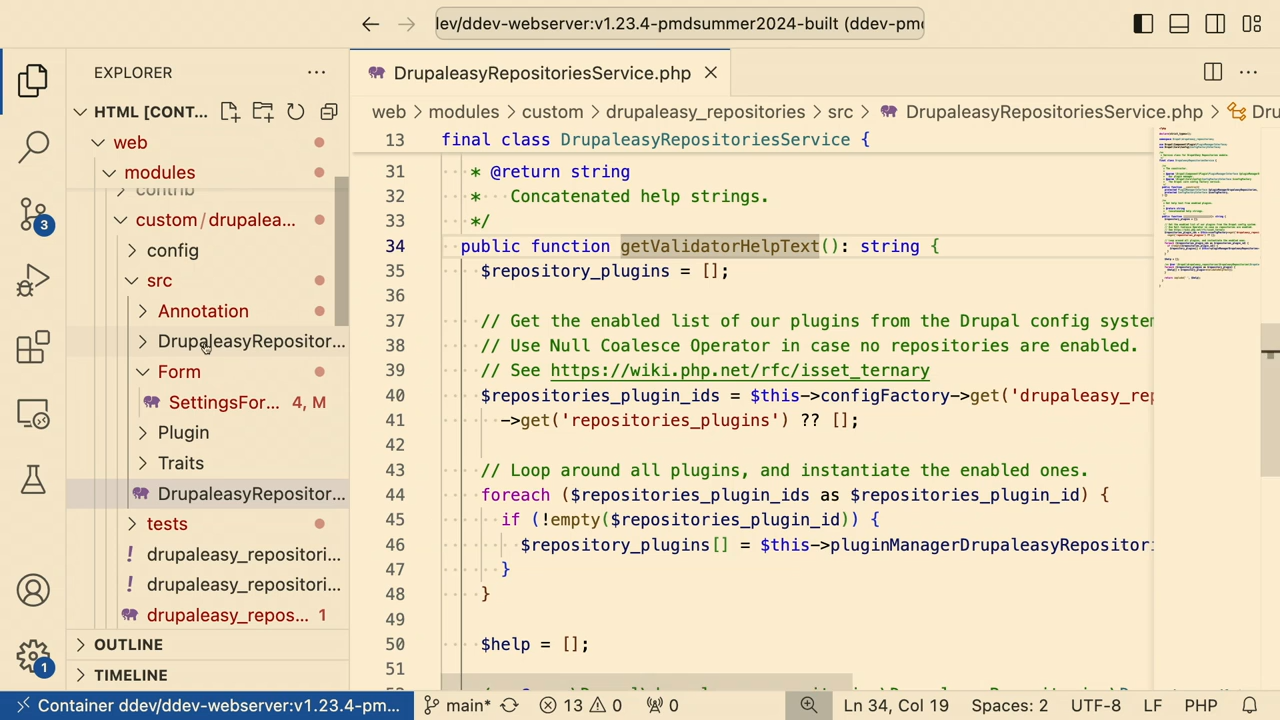 lev/ddev-webserver:v1.23.4-pmdsummer2024-built (ddev-pmd
EXPLORER
HTML [CONT...
web
modules
contrib
custom/drupalea...
config
src
Annotation
DrupaleasyRepositor...
Form
SettingsFor... 4, M
Plugin
Traits
DrupaleasyRepositor...
tests
! drupaleasy_repositori...
! drupaleasy_repositori...
drupaleasy_repos... 1
OUTLINE
TIMELINE
3
1
DrupaleasyRepositoriesService.php
web > modules > custom > drupaleasy_repositories > src > DrupaleasyRepositoriesService.php > Dru
13 final class DrupaleasyRepositoriesService {
31 * @return string
32 * Concatenated help strings.
33 */
34 public function getValidatorHelpText(): string {
35 $repository_plugins = [];
36
37 // Get the enabled list of our plugins from the Drupal config system
38 // Use Null Coalesce Operator in case no repositories are enabled.
39 // See https://wiki.php.net/rfc/isset_ternary
40 $repositories_plugin_ids = $this->configFactory->get('drupaleasy_rep
41 ->get('repositories_plugins') ?? [];
42
43 // Loop around all plugins, and instantiate the enabled ones.
44 foreach ($repositories_plugin_ids as $repositories_plugin_id) {
45 if (!empty($repositories_plugin_id)) {
46 $repository_plugins[] = $this->pluginManagerDrupaleasyRepositori
47 }
48 }
49
50 $help = [];
51
Container ddev/ddev-webserver:v1.23.4-pm... main* 13 0 0 Ln 34, Col 19 Spaces: 2 UTF-8 LF PHP